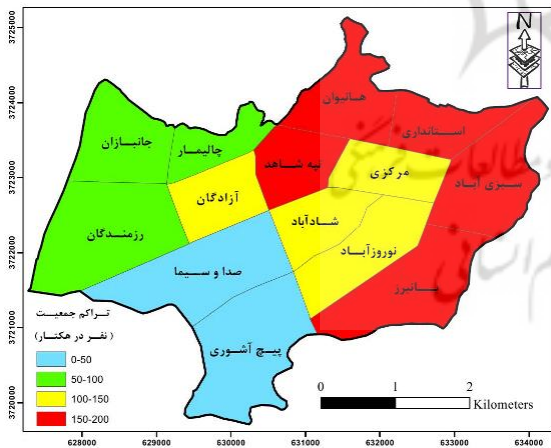 3725000
3724000
3723000
3722000
3721000
3720000
N
هانیوان
استانداری
جانبازان
چالیمار
تپه شاهد
مرکزی
سبزی آباد
آزادگان
شادآباد
رزمندگان
نوروزآباد
صدا و سیما
بانبرز
پیچ آشوری
تراکم جمعیت
(نفر در هکتار)
0-50
50-100
100-150
150-200
0 1 2
Kilometers
628000 629000 630000 631000 632000 633000 634000